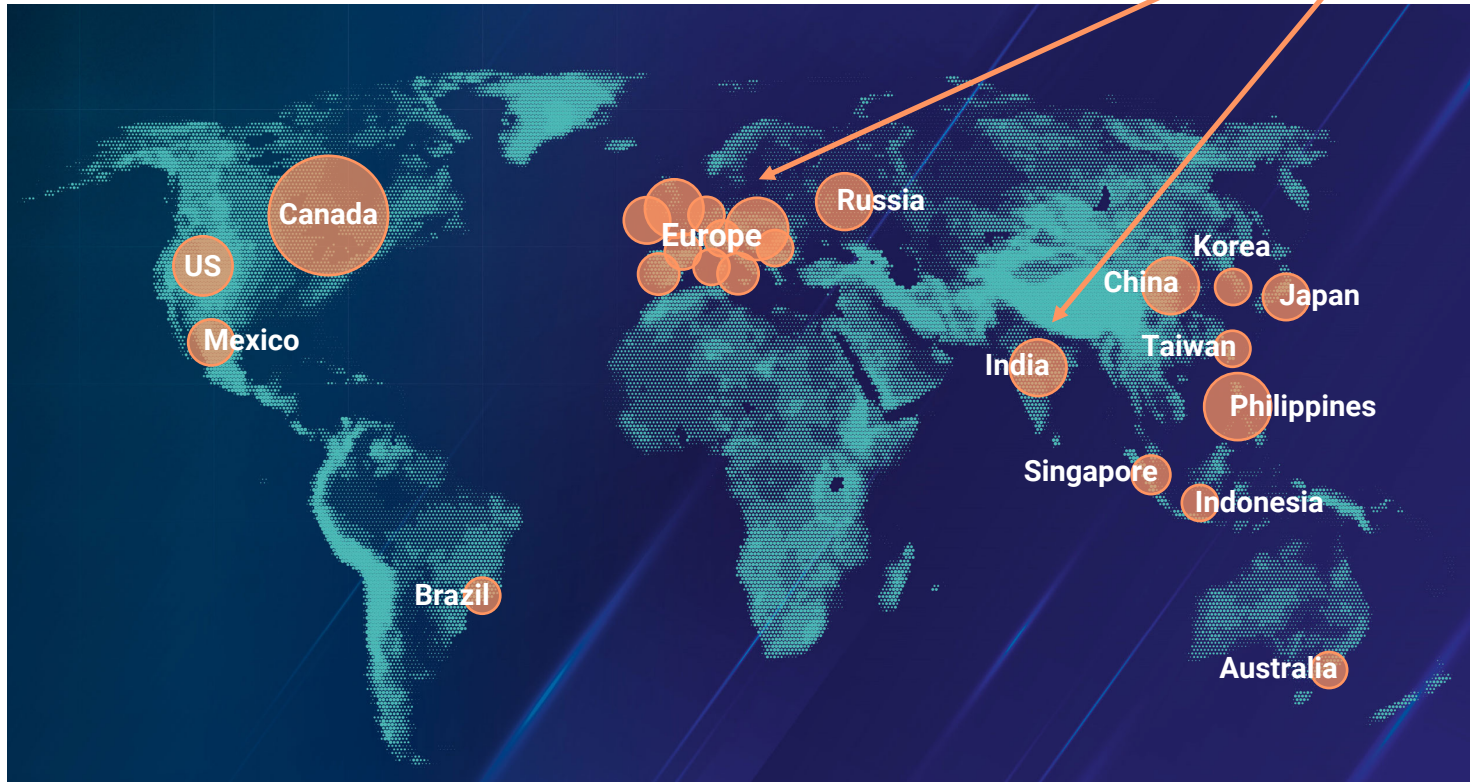 Canada
Russia
Europe
Korea
US
China
Japan
Mexico
Taiwan
India
Philippines
Singapore
Indonesia
Brazil
Australia